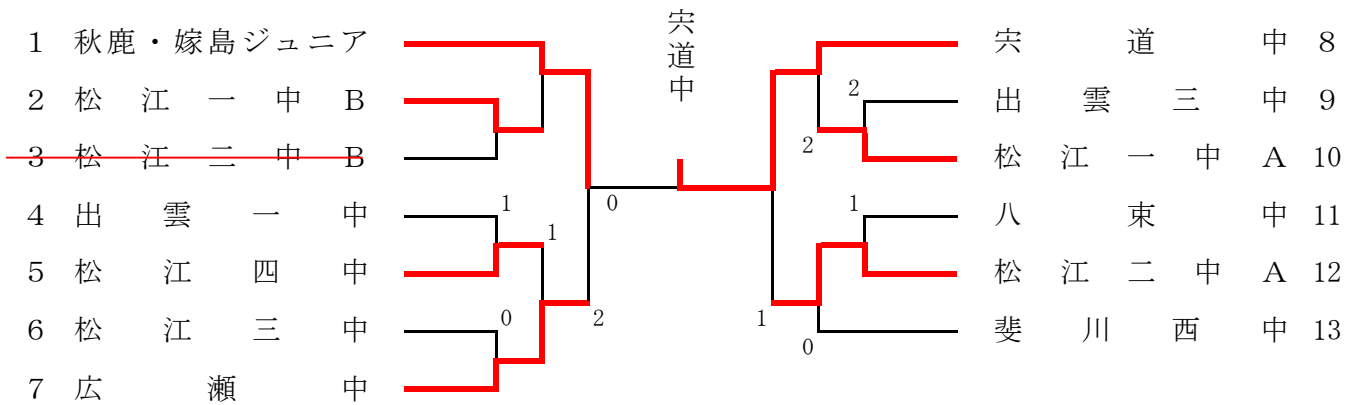 宍道中
1 秋鹿・嫁島ジュニア
2 松江一中B
3 松江二中B
4 出雲一中
5 松江四中
6 松江三中
7 広瀬中
1
1
0
2
0
宍道中 8
出雲三中 9
松江一中A 10
八束中 11
松江二中A 12
斐川西中 13
2
2
1
1
0